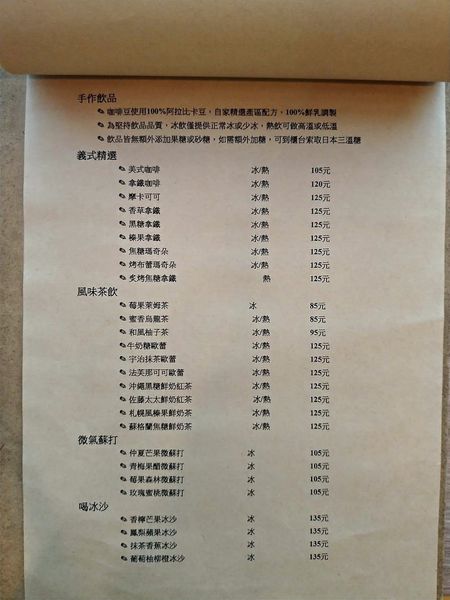 手作飲品
✎ 咖啡豆使用100%阿拉比卡豆，自家精選產區配方，100%鮮乳調製
✎ 為堅持飲品品質，冰飲僅提供正常冰或少冰，熱飲可做高溫或低溫
✎ 飲品皆無額外添加果糖或砂糖，如需額外加糖，可到櫃台索取日本三溫糖
義式精選
✎ 美式咖啡 冰/熱 105元
✎ 拿鐵咖啡 冰/熱 120元
✎ 摩卡可可 冰/熱 125元
✎ 香草拿鐵 冰/熱 125元
✎ 黑糖拿鐵 冰/熱 125元
✎ 榛果拿鐵 冰/熱 125元
✎ 焦糖瑪奇朵 冰/熱 125元
✎ 烤布蕾瑪奇朵 冰/熱 125元
✎ 炙烤焦糖拿鐵 熱 125元
風味茶飲
✎ 莓果茉姆茶 冰 85元
✎ 蜜香烏龍茶 冰/熱 85元
✎ 和風柚子茶 冰/熱 95元
✎ 牛奶糖歐蕾 冰/熱 125元
✎ 宇治抹茶歐蕾 冰/熱 125元
✎ 法芙那可可歐蕾 冰/熱 125元
✎ 沖繩黑糖鮮奶紅茶 冰/熱 125元
✎ 佐藤太太鮮奶紅茶 冰/熱 125元
✎ 札幌風榛果鮮奶茶 冰/熱 125元
✎ 蘇格蘭焦糖鮮奶茶 冰/熱 125元
微氣蘇打
✎ 仲夏芒果微蘇打 冰 105元
✎ 青梅果醋微蘇打 冰 105元
✎ 莓果森林微蘇打 冰 105元
✎ 玫瑰蜜桃微蘇打 冰 105元
喝冰沙
✎ 香檸芒果冰沙 冰 135元
✎ 鳳梨蘋果冰沙 冰 135元
✎ 抹茶香蕉冰沙 冰 135元
✎ 葡萄柚柳橙冰沙 冰 135元